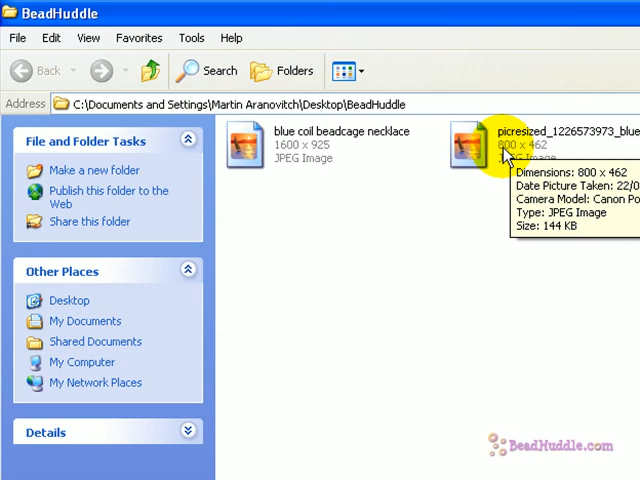 BeadHuddle
File Edit View Favorites Tools Help
Back Search Folders
Address C:\Documents and Settings\Martin Aranovitch\Desktop\BeadHuddle
File and Folder Tasks
Make a new folder
Publish this folder to the
Web
Share this folder
Other Places
Desktop
My Documents
Shared Documents
My Computer
My Network Places
Details
blue coil beadcage necklace
1600 x 925
JPEG Image
picresized_1226573973_blue
800 x 462
JPEG Image
Dimensions: 800 x 462
Date Picture Taken: 22/0
Camera Model: Canon Po
Type: JPEG Image
Size: 144 KB
BeadHuddle.com